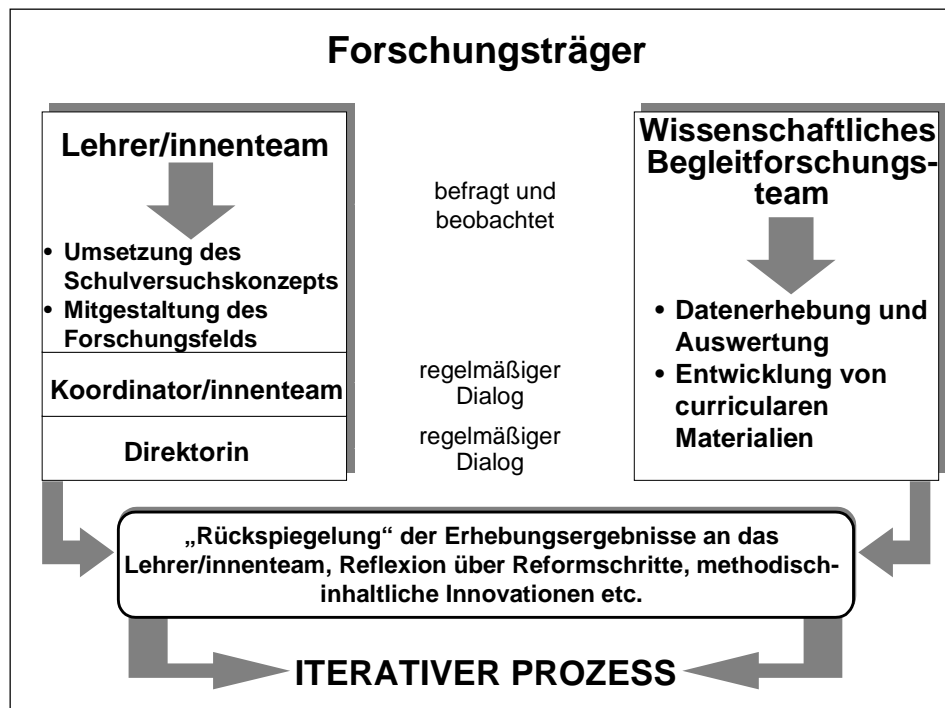 Forschungsträger
Lehrer/innenteam
• Umsetzung des
Schulversuchskonzepts
• Mitgestaltung des
Forschungsfelds
Koordinator/innenteam
Direktorin
befragt und
beobachtet
regelmäßiger
Dialog
regelmäßiger
Dialog
Wissenschaftliches
Begleitforschungs-
team
• Datenerhebung und
Auswertung
• Entwicklung von
curricularen
Materialien
„Rückspiegelung“ der Erhebungsergebnisse an das
Lehrer/innenteam, Reflexion über Reformschritte, methodisch-
inhaltliche Innovationen etc.
ITERATIVER PROZESS